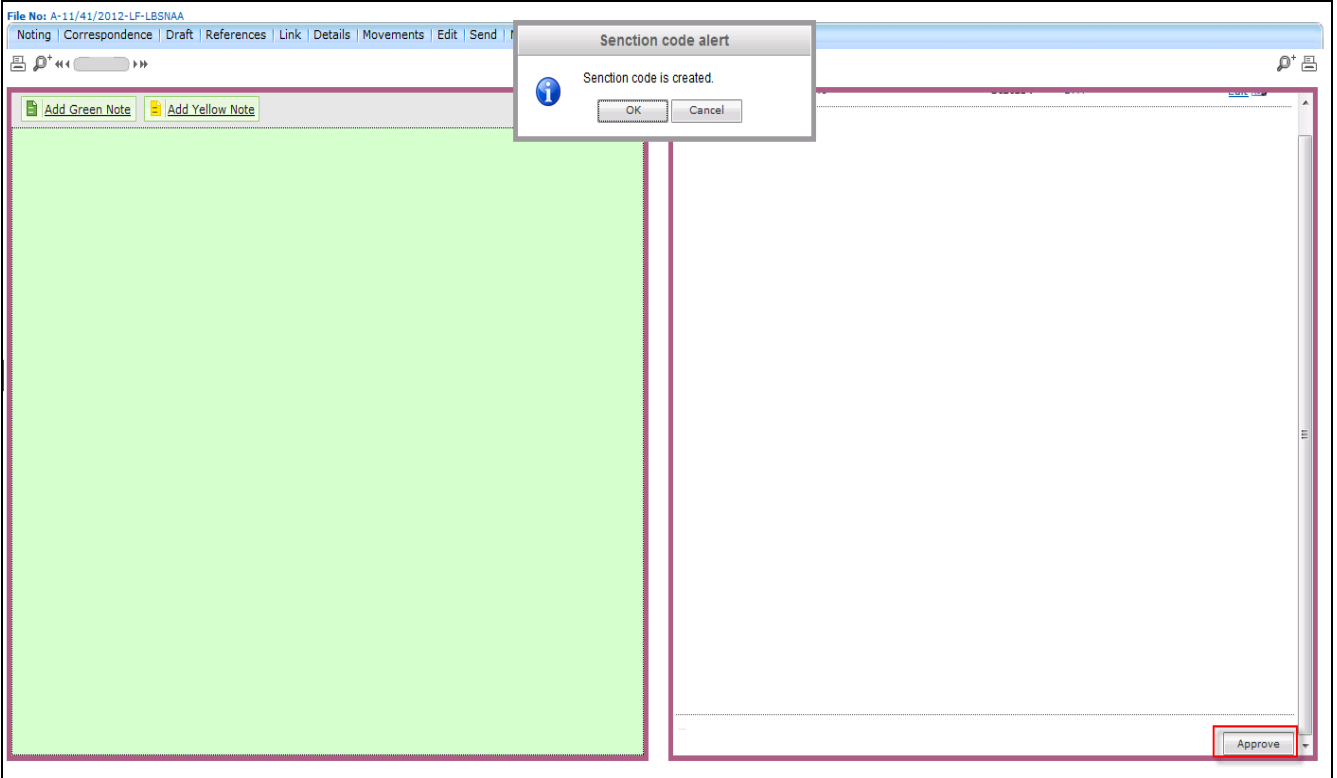 File No: A-11/41/2012-LF-LBSNAA
Noting | Correspondence | Draft | References | Link | Details | Movements | Edit | Send |
Senction code alert
Senction code is created.
OK Cancel
Add Green Note Add Yellow Note
Edit
Approve